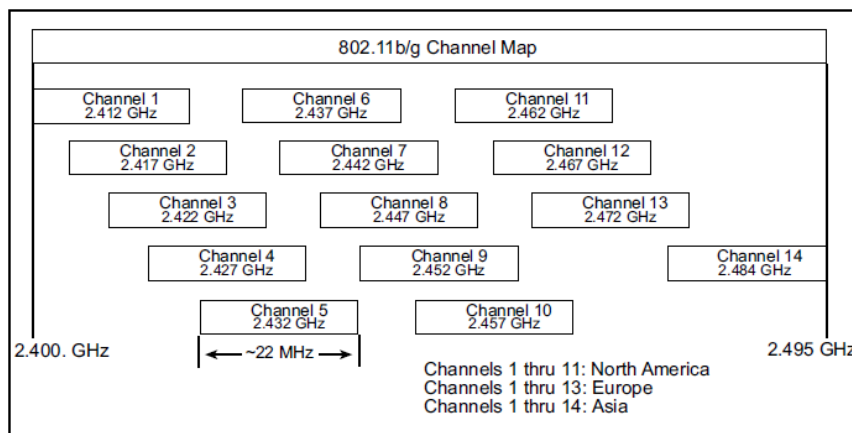 802.11b/g Channel Map
Channel 1
2.412 GHz
Channel 6
2.437 GHz
Channel 11
2.462 GHz
Channel 2
2.417 GHz
Channel 7
2.442 GHz
Channel 12
2.467 GHz
Channel 3
2.422 GHz
Channel 8
2.447 GHz
Channel 13
2.472 GHz
Channel 4
2.427 GHz
Channel 9
2.452 GHz
Channel 14
2.484 GHz
Channel 5
2.432 GHz
Channel 10
2.457 GHz
2.400. GHz
~22 MHz
2.495 GHz
Channels 1 thru 11: North America
Channels 1 thru 13: Europe
Channels 1 thru 14: Asia